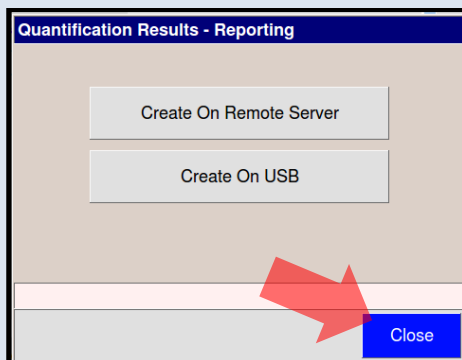 Quantification Results - Reporting
Create On Remote Server
Create On USB
Close